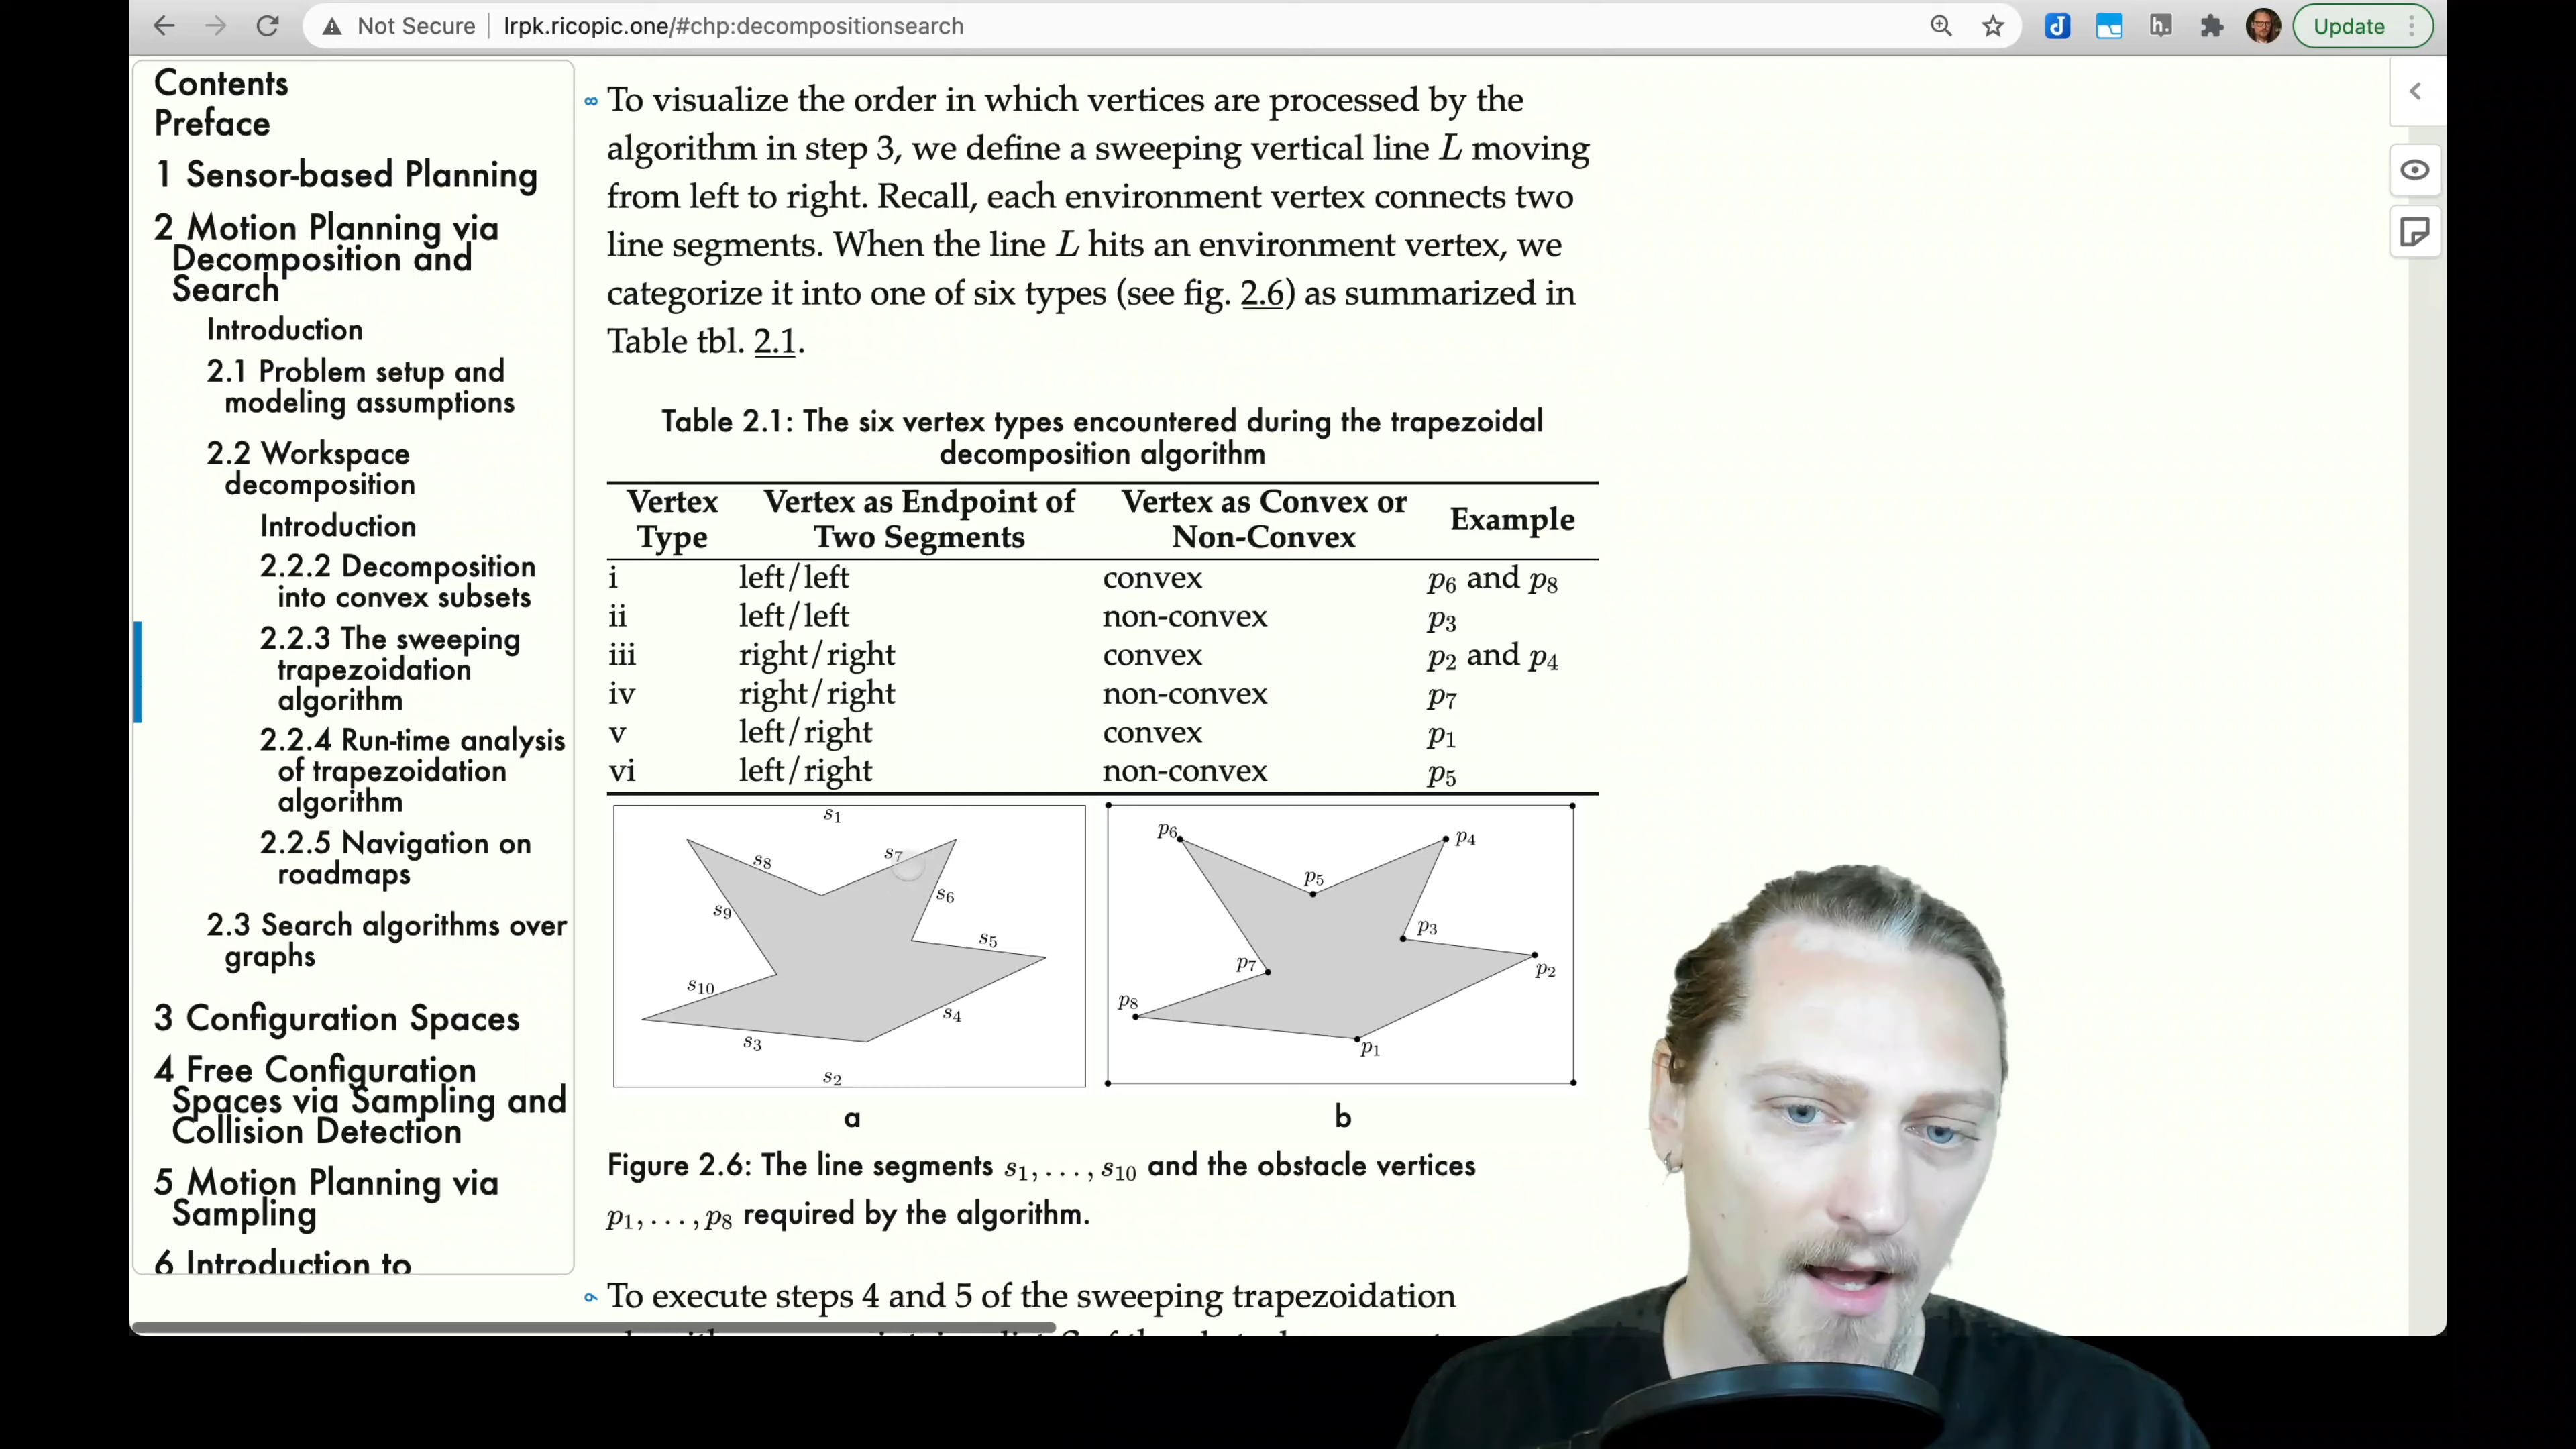 Not Secure | lrpk.ricopic.one/#chp:decompositionsearch
Update
Contents
Preface
1 Sensor-based Planning
2 Motion Planning via
Decomposition and
Search
Introduction
2.1 Problem setup and
modeling assumptions
2.2 Workspace
decomposition
Introduction
2.2.2 Decomposition
into convex subsets
2.2.3 The sweeping
trapezoidation
algorithm
2.2.4 Run-time analysis
of trapezoidation
algorithm
2.2.5 Navigation on
roadmaps
2.3 Search algorithms over
graphs
3 Configuration Spaces
4 Free Configuration
Spaces via Sampling and
Collision Detection
5 Motion Planning via
Sampling
6 Introduction to
8 To visualize the order in which vertices are processed by the
algorithm in step 3, we define a sweeping vertical line L moving
from left to right. Recall, each environment vertex connects two
line segments. When the line L hits an environment vertex, we
categorize it into one of six types (see fig. 2.6) as summarized in
Table tbl. 2.1.
Table 2.1: The six vertex types encountered during the trapezoidal
decomposition algorithm
Vertex Type Vertex as Endpoint of Two Segments Vertex as Convex or Non-Convex Example
i left/left convex p6 and p8
ii left/left non-convex p3
iii right/right convex p2 and p4
iv right/right non-convex p7
v left/right convex p1
vi left/right non-convex p5
s1
s8
s7
s6
s9
s5
s10
s4
s3
s2
a
p6
p4
p5
p3
p7
p2
p8
p1
b
Figure 2.6: The line segments s1, . . . , s10 and the obstacle vertices
p1, . . . , p8 required by the algorithm.
9 To execute steps 4 and 5 of the sweeping trapezoidation